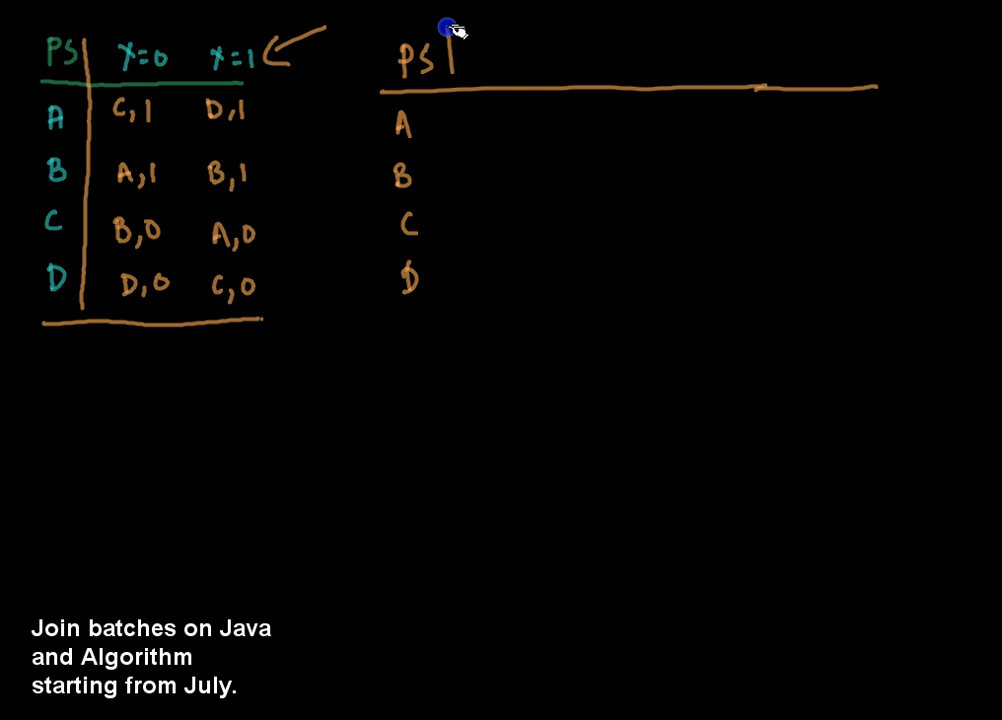 PS X=0 X=1
A C,1 D,1
B A,1 B,1
C B,0 A,0
D D,0 C,0
PS
A
B
C
D
Join batches on Java
and Algorithm
starting from July.